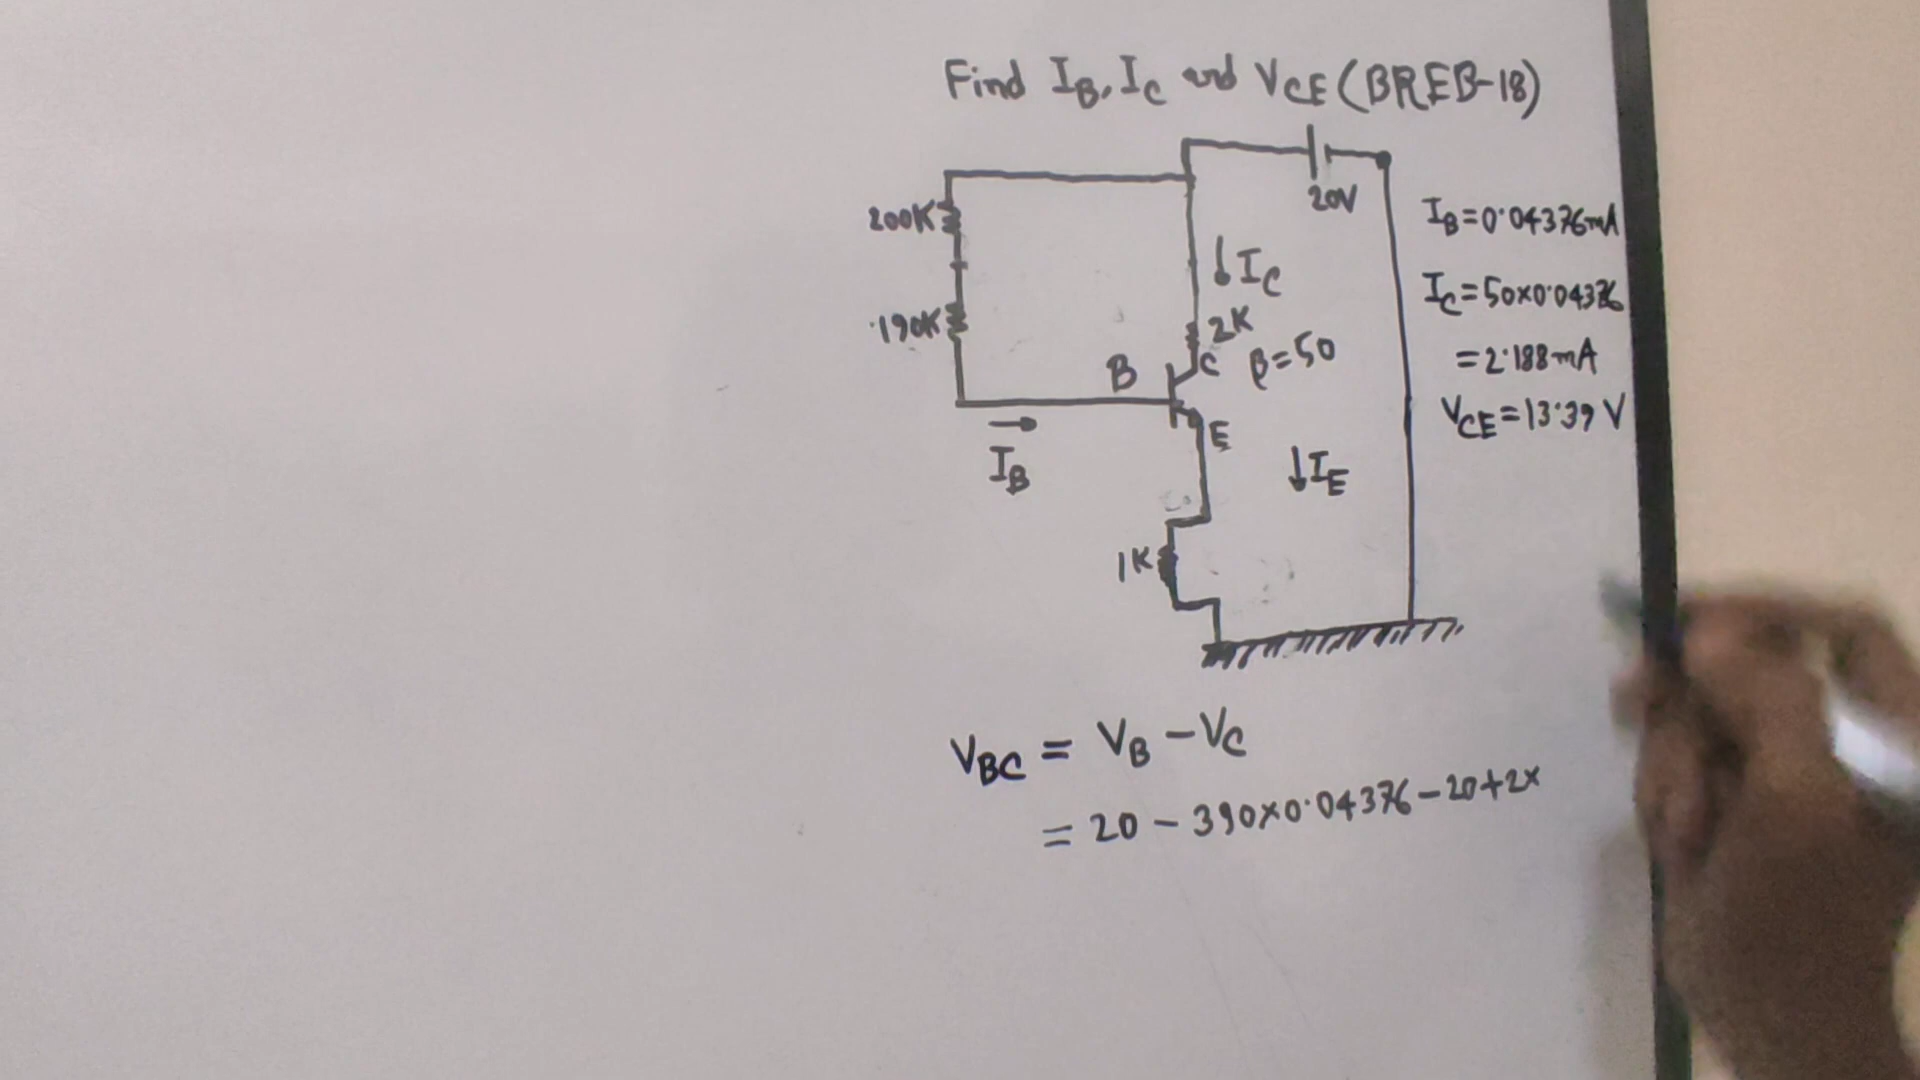 Find IB, IC and VCE (BREB-18)
20V
200K
IC
190K
2K
C
β=50
B
E
IB
IE
1K
IB=0.04376mA
IC=50×0.04376
=2.188mA
VCE=13.39 V
VBC = VB - VC
= 20 - 390×0.04376 - 20 + 2×